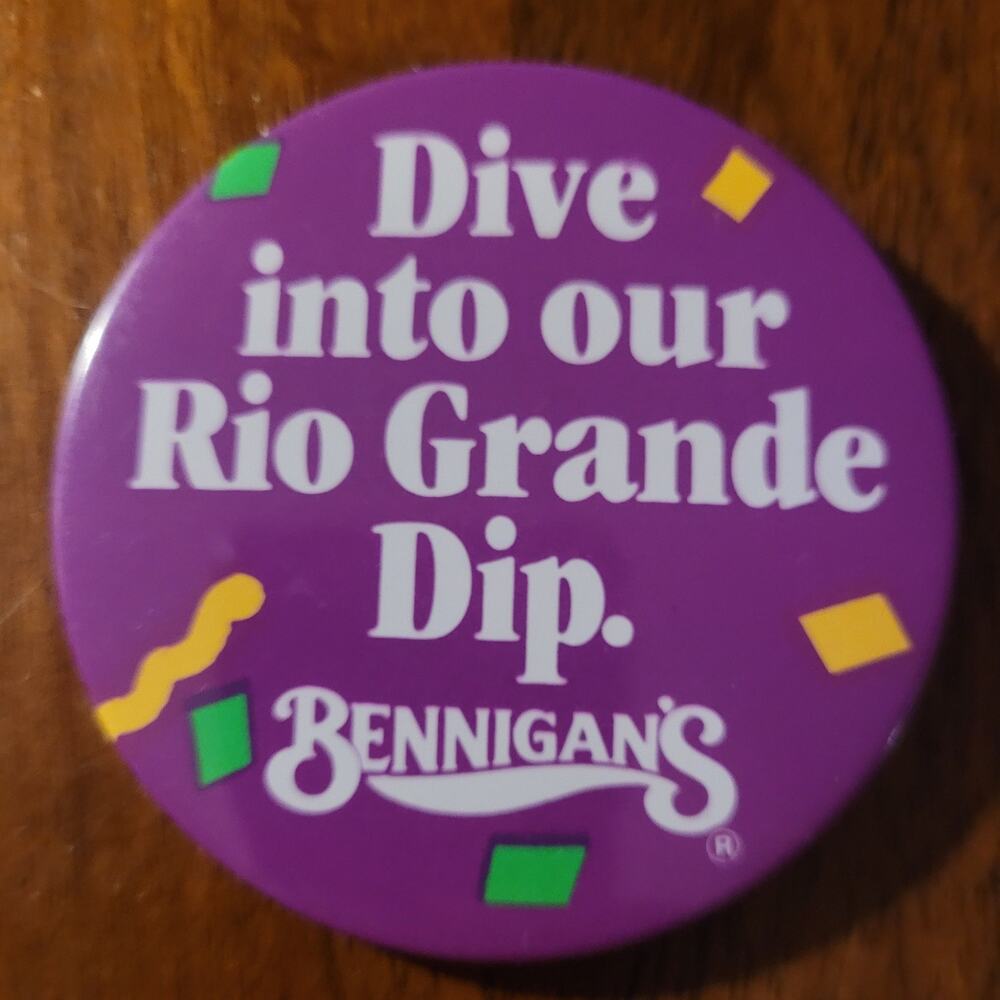 Dive
into our
Rio Grande
Dip.
BENNIGAN'S
®